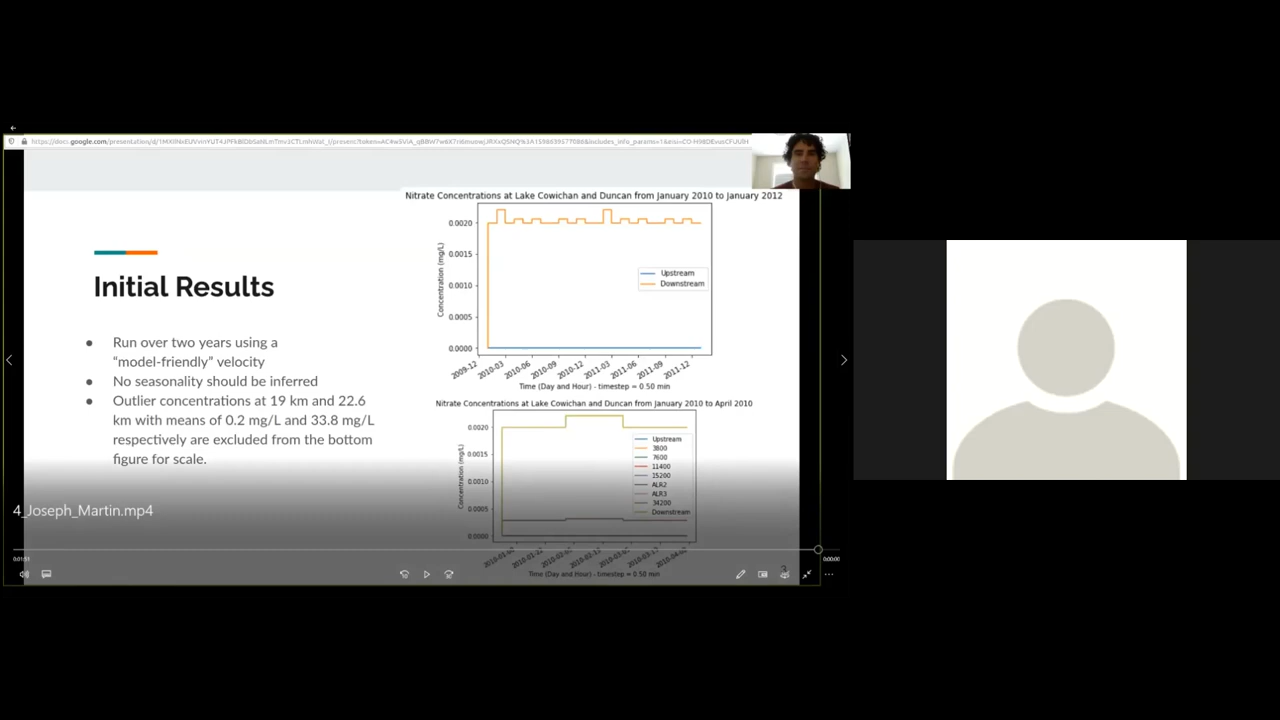 Nitrate Concentrations at Lake Cowichan and Duncan from January 2010 to January 2012
0.0020
0.0015
0.0010
0.0005
0.0000
Concentration (mg/L)
Upstream
Downstream
2009-12
2010-03
2010-06
2010-09
2010-12
2011-03
2011-06
2011-09
2011-12
Time (Day and Hour) - timestep = 0.50 min
Initial Results
Run over two years using a
“model-friendly” velocity
No seasonality should be inferred
Outlier concentrations at 19 km and 22.6
km with means of 0.2 mg/L and 33.8 mg/L
respectively are excluded from the bottom
figure for scale.
Nitrate Concentrations at Lake Cowichan and Duncan from January 2010 to April 2010
0.0020
0.0015
0.0010
0.0005
0.0000
Concentration (mg/L)
Upstream
3800
7600
11400
15200
ALR2
ALR3
34200
Downstream
Time (Day and Hour) - timestep = 0.50 min
4_Joseph_Martin.mp4
0:00:00
3